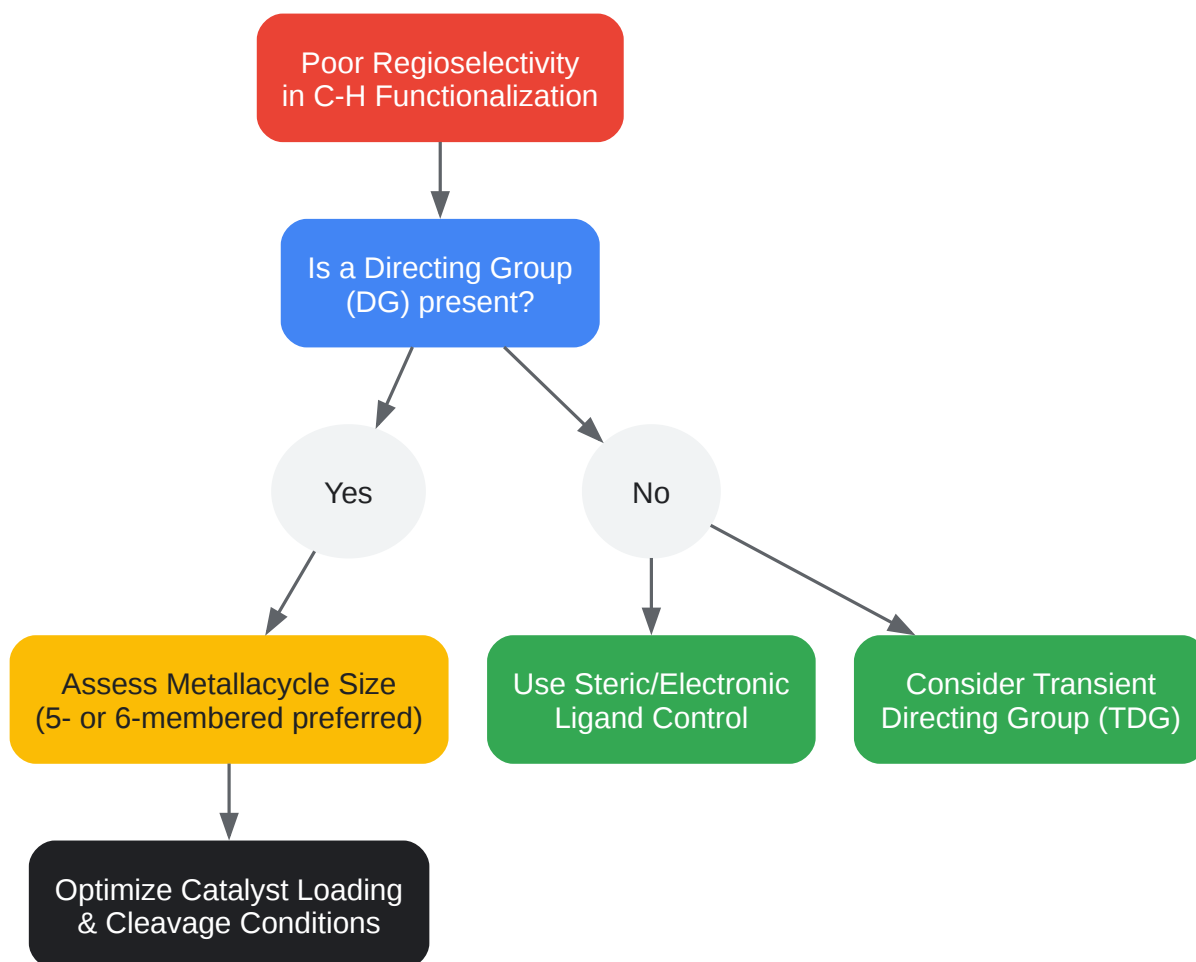 Poor Regioselectivity
in C-H Functionalization
Is a Directing Group
(DG) present?
Yes
No
Assess Metallacycle Size
(5- or 6-membered preferred)
Use Steric/Electronic
Ligand Control
Consider Transient
Directing Group (TDG)
Optimize Catalyst Loading
& Cleavage Conditions